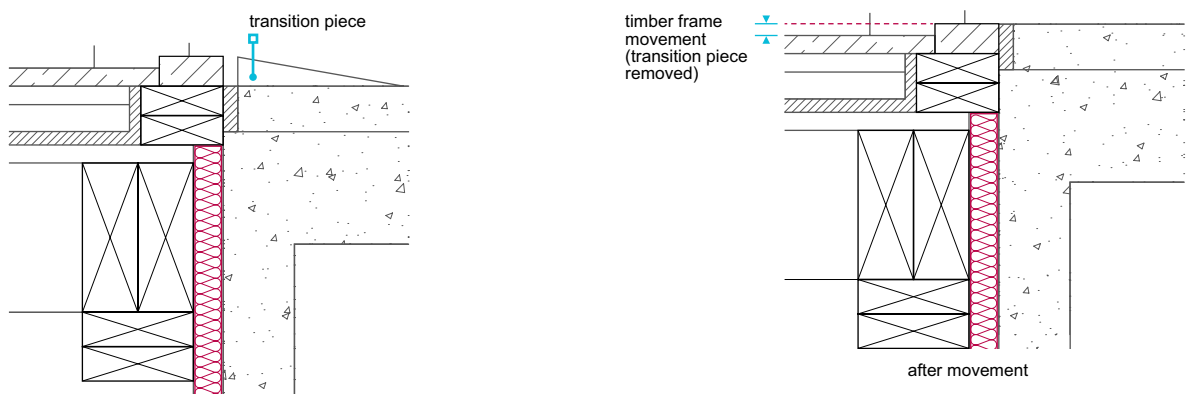 transition piece
timber frame
movement
(transition piece
removed)
after movement